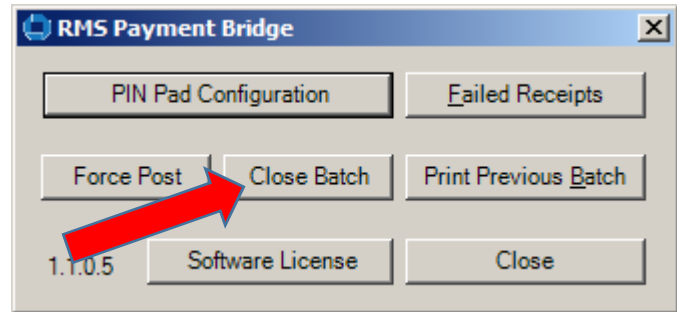 RMS Payment Bridge
PIN Pad Configuration Failed Receipts
Force Post Close Batch Print Previous Batch
1.1.0.5 Software License Close